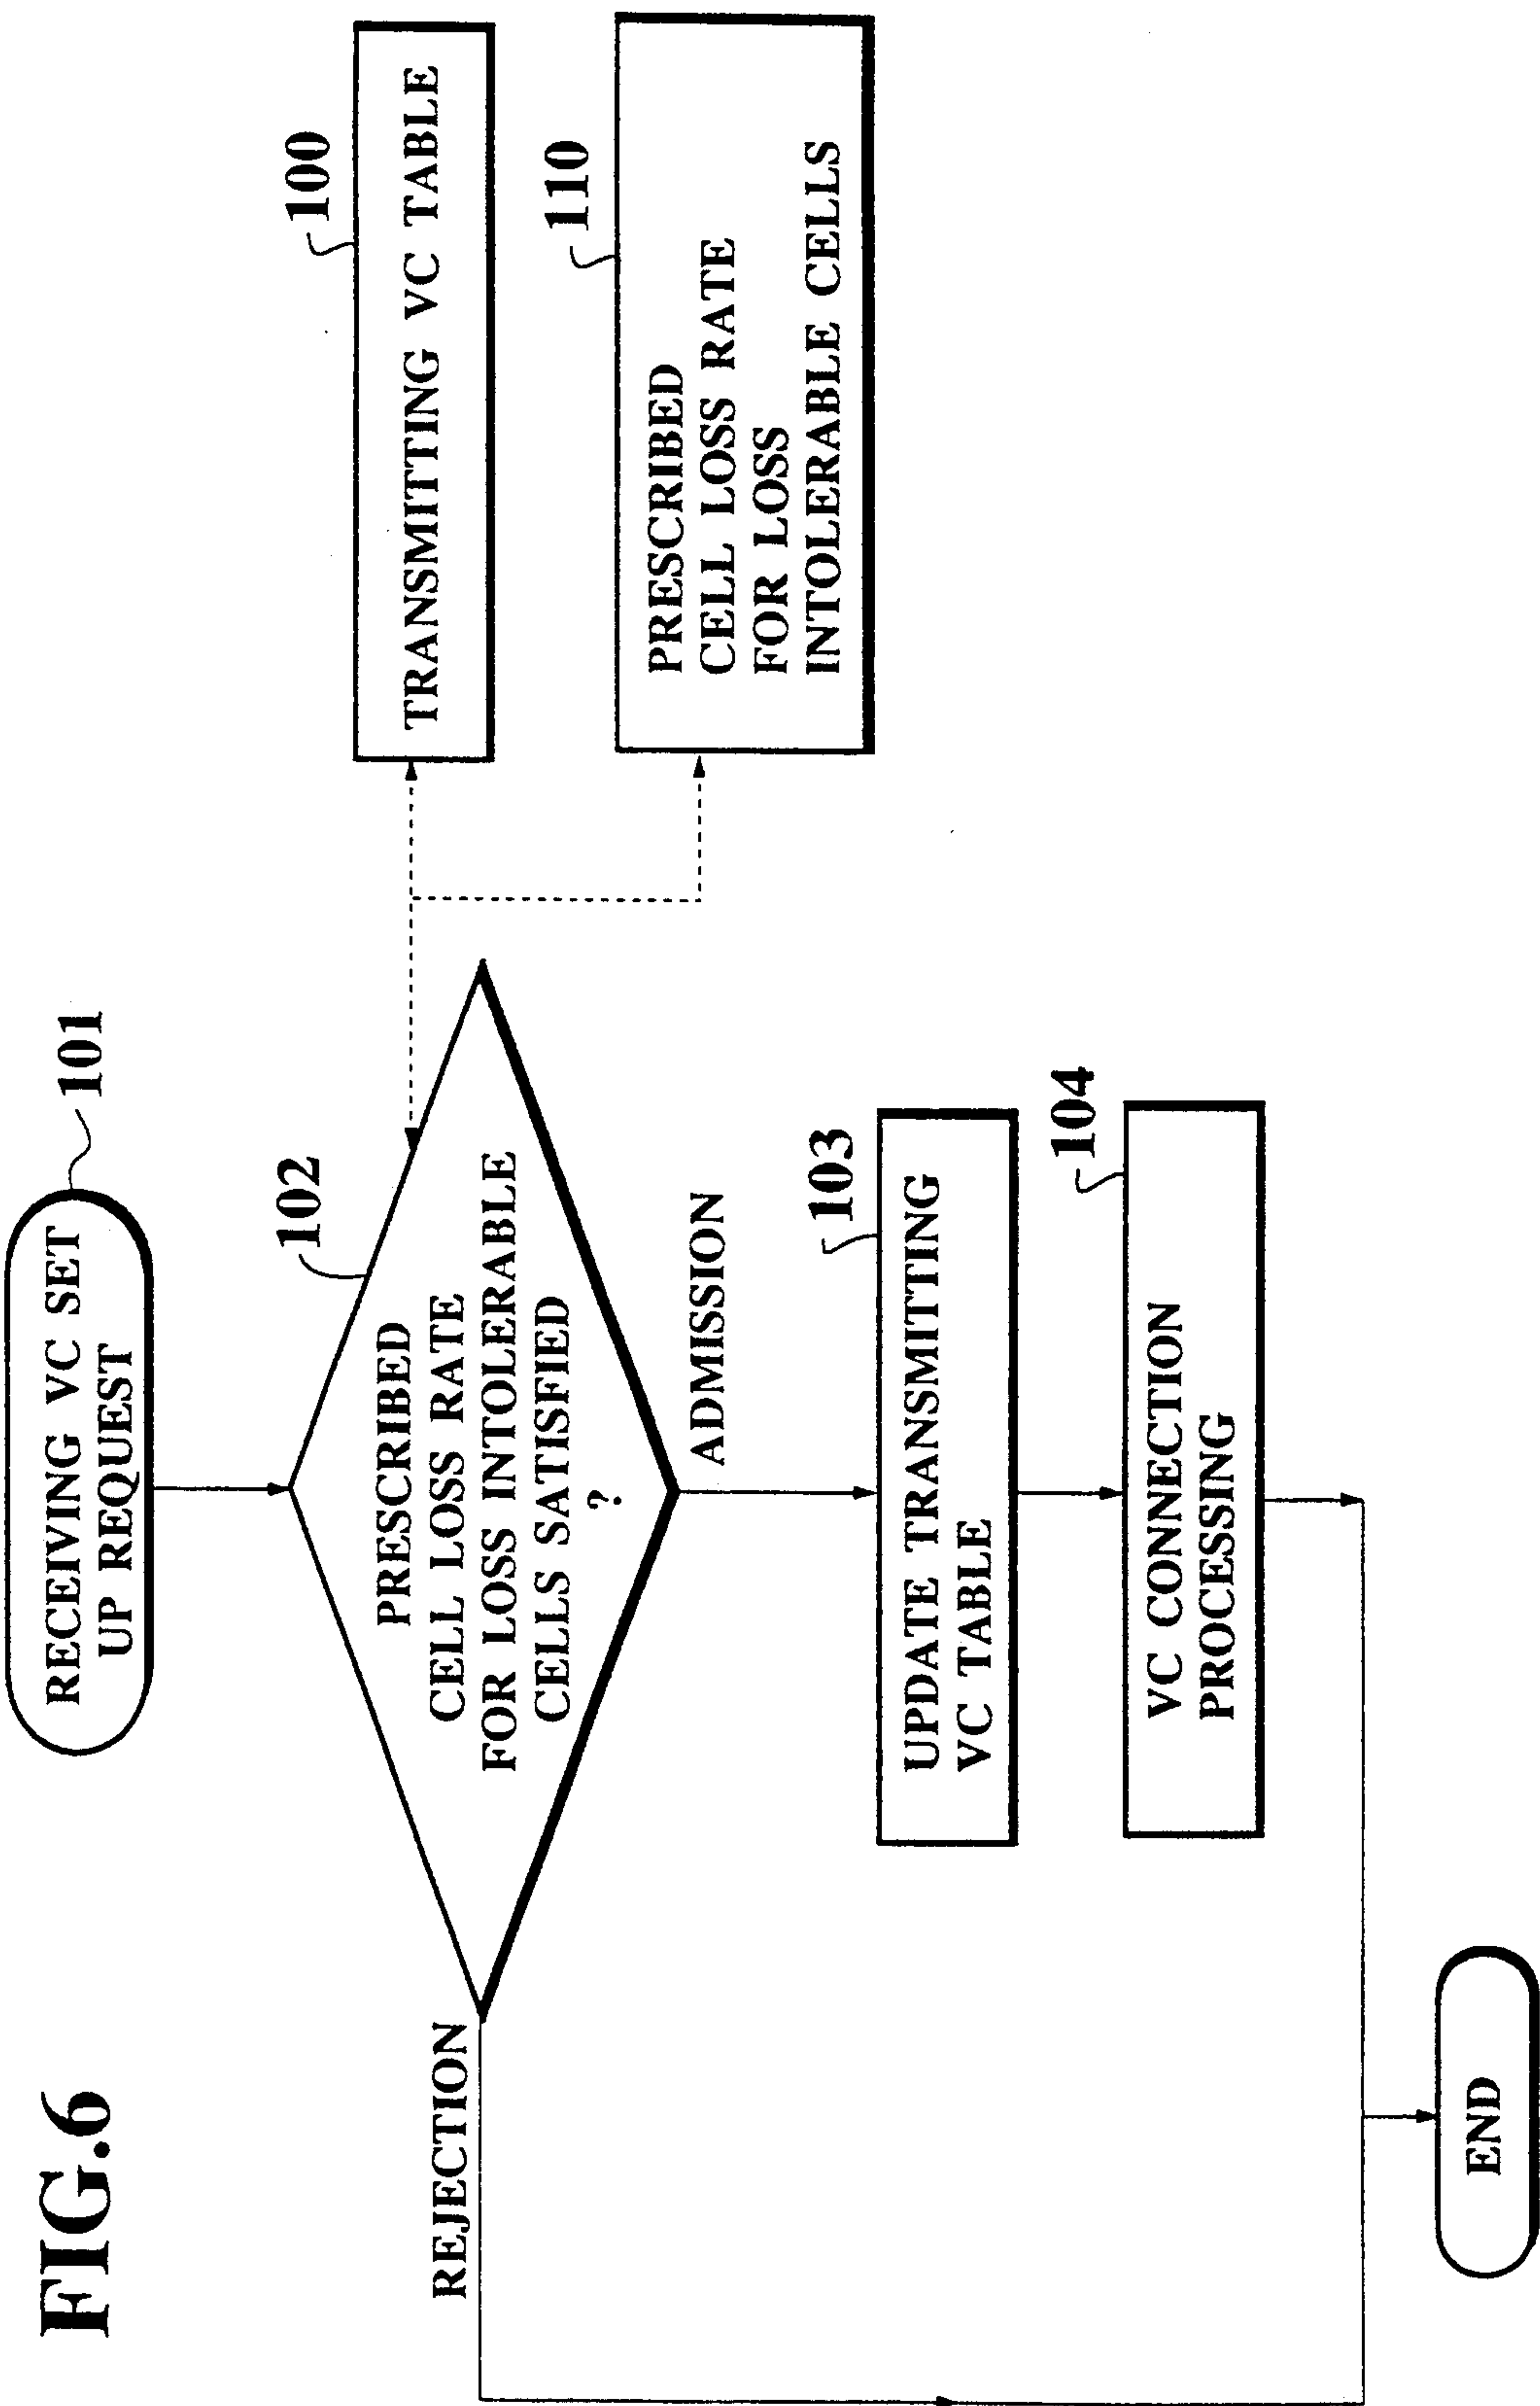 FIG.6
RECEIVING VC SET
UP REQUEST
101
102
PRESCRIBED
CELL LOSS RATE
FOR LOSS INTOLERABLE
CELLS SATISFIED
?
REJECTION
ADMISSION
100
TRANSMITTING VC TABLE
110
PRESCRIBED
CELL LOSS RATE
FOR LOSS
INTOLERABLE CELLS
103
UPDATE TRANSMITTING
VC TABLE
104
VC CONNECTION
PROCESSING
END